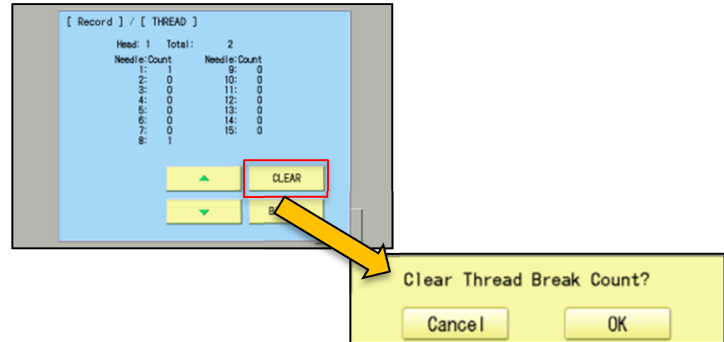 [ Record ] / [ THREAD ]
Head: 1 Total: 2
Needle:Count Needle:Count
1: 1 9: 0
2: 0 10: 0
3: 0 11: 0
4: 0 12: 0
5: 0 13: 0
6: 0 14: 0
7: 0 15: 0
8: 1
CLEAR
Clear Thread Break Count?
Cancel OK